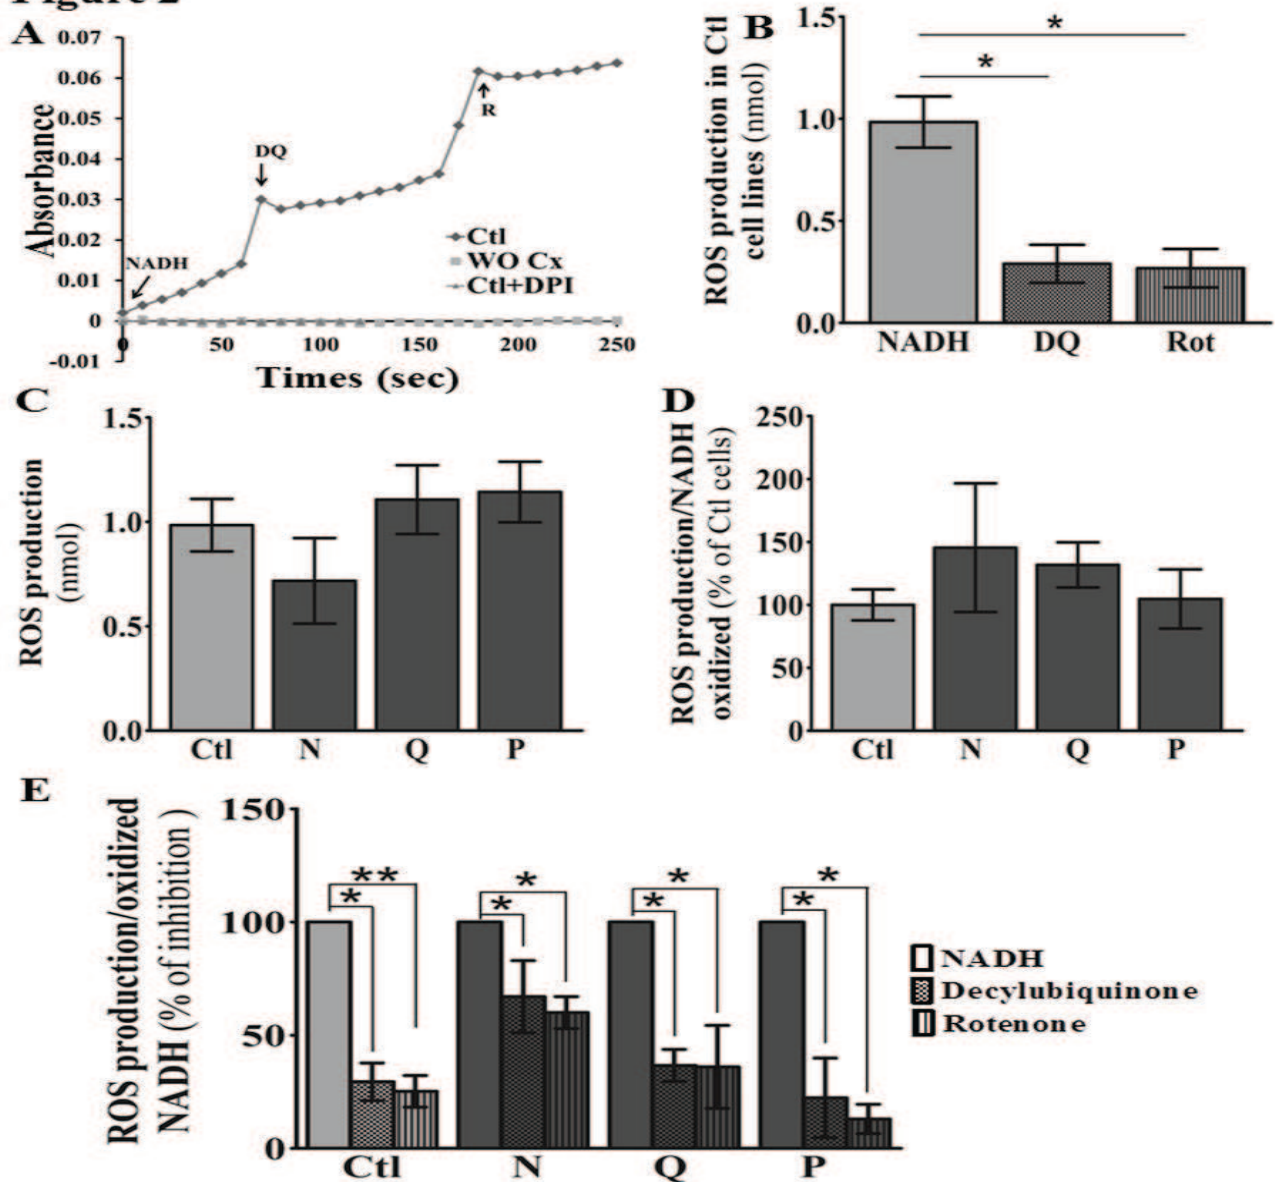 Figure 2
A
Absorbance
0.07
0.06
0.05
0.04
0.03
0.02
0.01
0
-0.01
NADH
DQ
R
Ctl
WO Cx
Ctl+DPI
0
50
100
150
200
250
Times (sec)
B
ROS production in Ctl
cell lines (nmol)
1.5
1.0
0.5
0.0
*
*
NADH
DQ
Rot
C
ROS production
(nmol)
1.5
1.0
0.5
0.0
Ctl
N
Q
P
D
ROS production/NADH
oxidized (% of Ctl cells)
250
200
150
100
50
0
Ctl
N
Q
P
E
ROS production/oxidized
NADH (% of inhibition )
150
100
50
0
**
*
*
*
*
*
*
*
Ctl
N
Q
P
NADH
Decylubiquinone
Rotenone